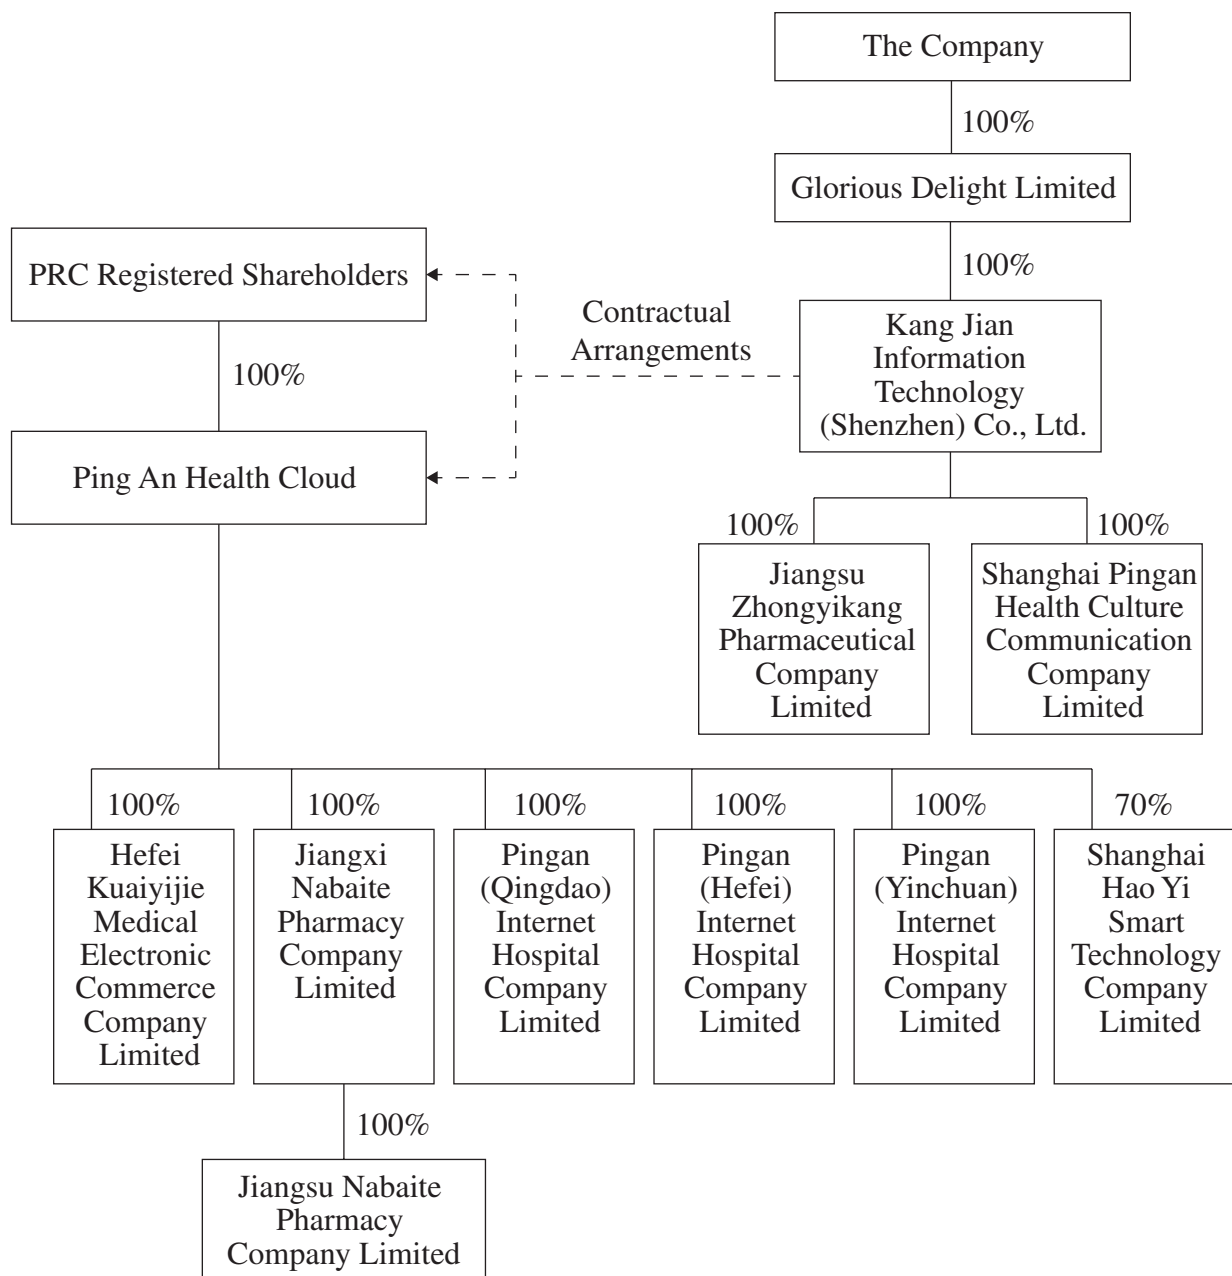 The Company
100%
Glorious Delight Limited
100%
PRC Registered Shareholders
Contractual
Arrangements
Kang Jian
Information
Technology
(Shenzhen) Co., Ltd.
100%
Ping An Health Cloud
100%
100%
Jiangsu
Zhongyikang
Pharmaceutical
Company
Limited
Shanghai Pingan
Health Culture
Communication
Company
Limited
100%
100%
100%
100%
100%
70%
Hefei
Kuaiyijie
Medical
Electronic
Commerce
Company
Limited
Jiangxi
Nabaite
Pharmacy
Company
Limited
Pingan
(Qingdao)
Internet
Hospital
Company
Limited
Pingan
(Hefei)
Internet
Hospital
Company
Limited
Pingan
(Yinchuan)
Internet
Hospital
Company
Limited
Shanghai
Hao Yi
Smart
Technology
Company
Limited
100%
Jiangsu Nabaite
Pharmacy
Company Limited